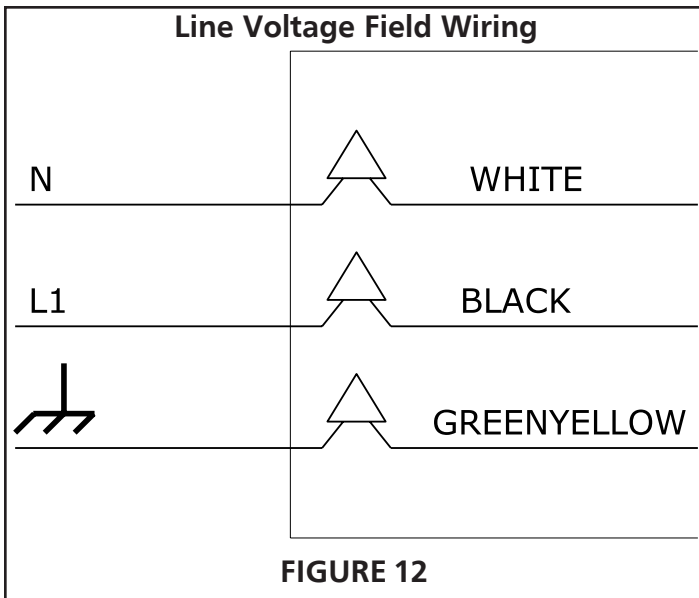 Line Voltage Field Wiring
N WHITE
L1 BLACK
GREENYELLOW
FIGURE 12